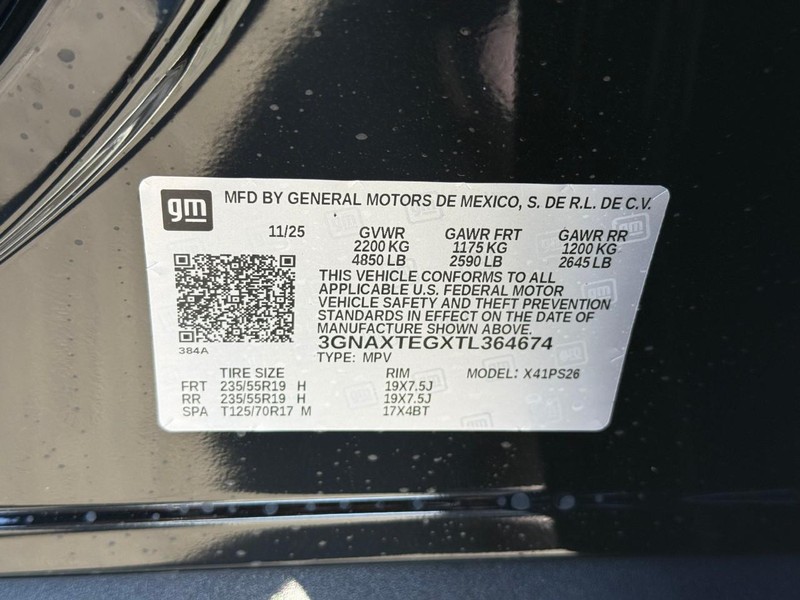 gm MFD BY GENERAL MOTORS DE MEXICO, S. DE R.L. DE C.V.
11/25 GVWR GAWR FRT GAWR RR
2200 KG 1175 KG 1200 KG
4850 LB 2590 LB 2645 LB
THIS VEHICLE CONFORMS TO ALL
APPLICABLE U.S. FEDERAL MOTOR
VEHICLE SAFETY AND THEFT PREVENTION
STANDARDS IN EFFECT ON THE DATE OF
MANUFACTURE SHOWN ABOVE.
384A 3GNAXTEGXTL364674
TYPE: MPV
TIRE SIZE RIM MODEL: X41PS26
FRT 235/55R19 H 19X7.5J
RR 235/55R19 H 19X7.5J
SPA T125/70R17 M 17X4BT